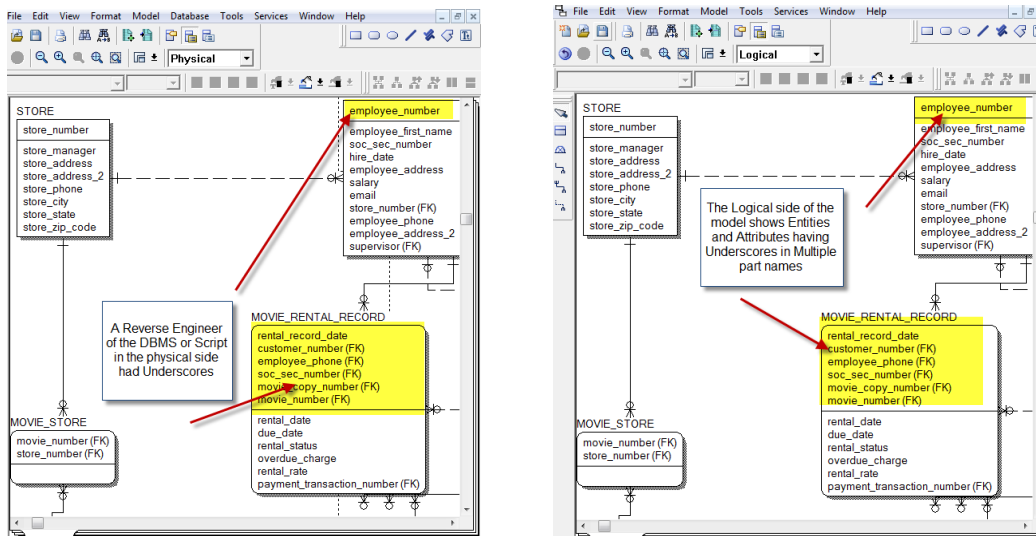 File Edit View Format Model Database Tools Services Window Help
Physical
STORE
store_number
store_manager
store_address
store_address_2
store_phone
store_city
store_state
store_zip_code
employee_number
employee_first_name
soc_sec_number
hire_date
employee_address
salary
email
store_number (FK)
employee_phone
employee_address_2
supervisor (FK)
A Reverse Engineer
of the DBMS or Script
in the physical side
had Underscores
MOVIE_RENTAL_RECORD
rental_record_date
customer_number (FK)
employee_phone (FK)
soc_sec_number (FK)
movie_copy_number (FK)
movie_number (FK)
rental_date
due_date
rental_status
overdue_charge
rental_rate
payment_transaction_number (FK)
MOVIE_STORE
movie_number (FK)
store_number (FK)
File Edit View Format Model Tools Services Window Help
Logical
STORE
store_number
store_manager
store_address
store_address_2
store_phone
store_city
store_state
store_zip_code
employee_number
employee_first_name
soc_sec_number
hire_date
employee_address
salary
email
store_number (FK)
employee_phone
employee_address_2
supervisor (FK)
The Logical side of the
model shows Entities
and Attributes having
Underscores in Multiple
part names
MOVIE_RENTAL_RECORD
rental_record_date
customer_number (FK)
employee_phone (FK)
soc_sec_number (FK)
movie_copy_number (FK)
movie_number (FK)
rental_date
due_date
rental_status
overdue_charge
rental_rate
payment_transaction_number (FK)
MOVIE_STORE
movie_number (FK)
store_number (FK)